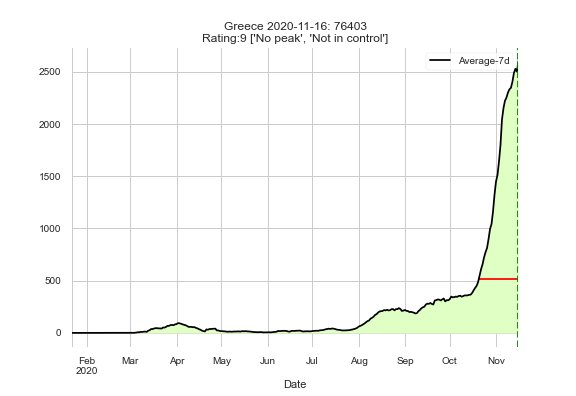 Greece 2020-11-16: 76403
Rating:9 ['No peak', 'Not in control']
Average-7d
2500
2000
1500
1000
500
0
Feb Mar Apr May Jun Jul Aug Sep Oct Nov
2020
Date